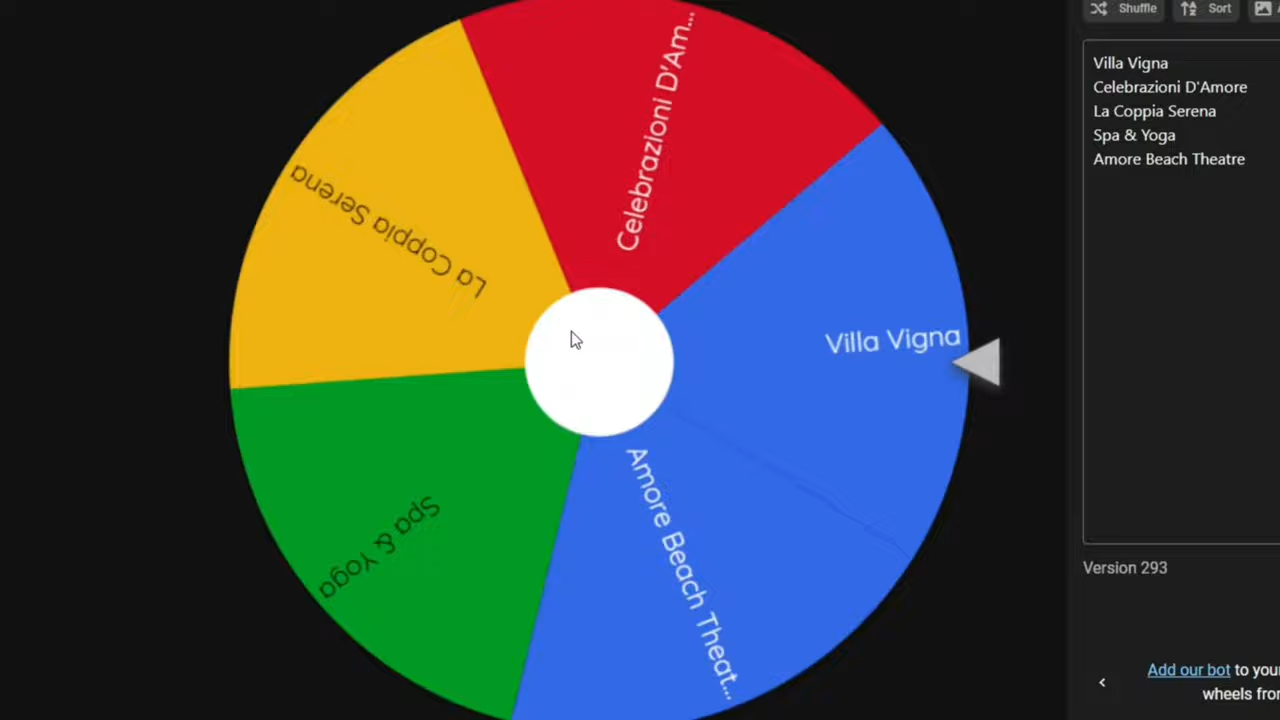 Shuffle
Sort
Villa Vigna
Celebrazioni D'Amore
La Coppia Serena
Spa & Yoga
Amore Beach Theatre
Celebrazioni D'Am...
La Coppia Serena
Villa Vigna
Spa & Yoga
Amore Beach Theat...
Version 293
Add our bot to your
wheels fro